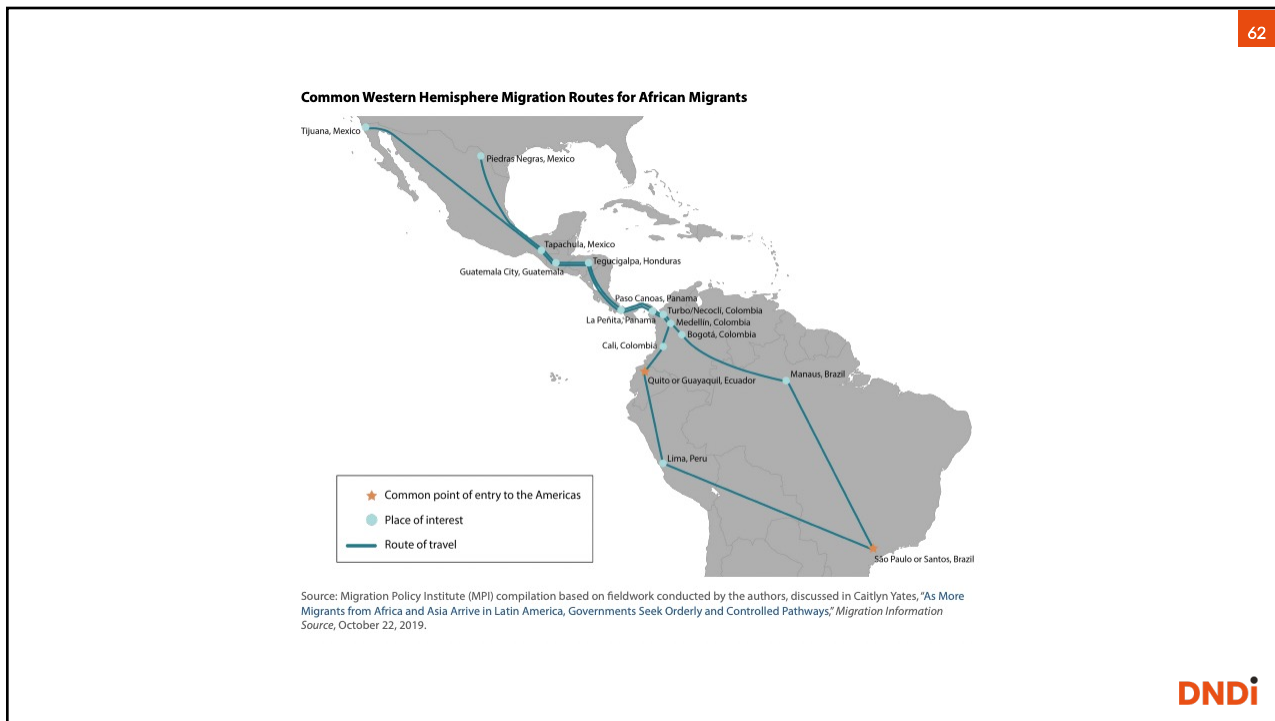 62
Common Western Hemisphere Migration Routes for African Migrants
Tijuana, Mexico
Piedras Negras, Mexico
Tapachula, Mexico
Guatemala City, Guatemala
Tegucigalpa, Honduras
Paso Canoas, Panama
La Peñita, Panama
Turbo/Necoclí, Colombia
Medellín, Colombia
Bogotá, Colombia
Cali, Colombia
Quito or Guayaquil, Ecuador
Manaus, Brazil
Lima, Peru
São Paulo or Santos, Brazil
Common point of entry to the Americas
Place of interest
Route of travel
Source: Migration Policy Institute (MPI) compilation based on fieldwork conducted by the authors, discussed in Caitlyn Yates, “As More
Migrants from Africa and Asia Arrive in Latin America, Governments Seek Orderly and Controlled Pathways,” Migration Information
Source, October 22, 2019.
DNDi